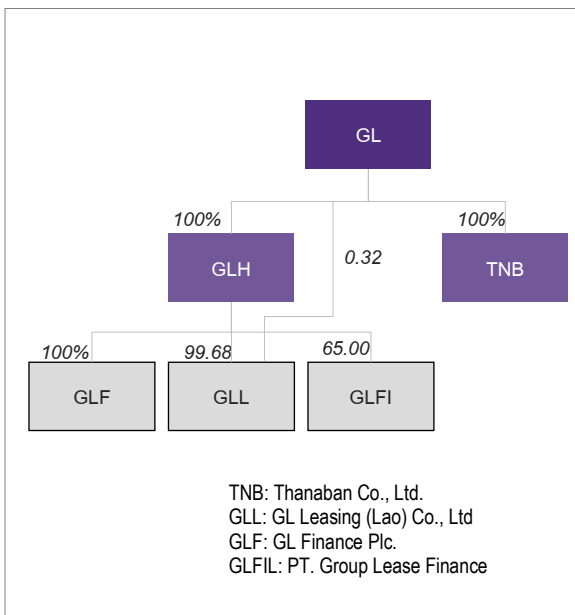 GL
100%
100%
GLH
0.32
TNB
100%
99.68
65.00
GLF
GLL
GLFI
TNB: Thanaban Co., Ltd.
GLL: GL Leasing (Lao) Co., Ltd
GLF: GL Finance Plc.
GLFIL: PT. Group Lease Finance